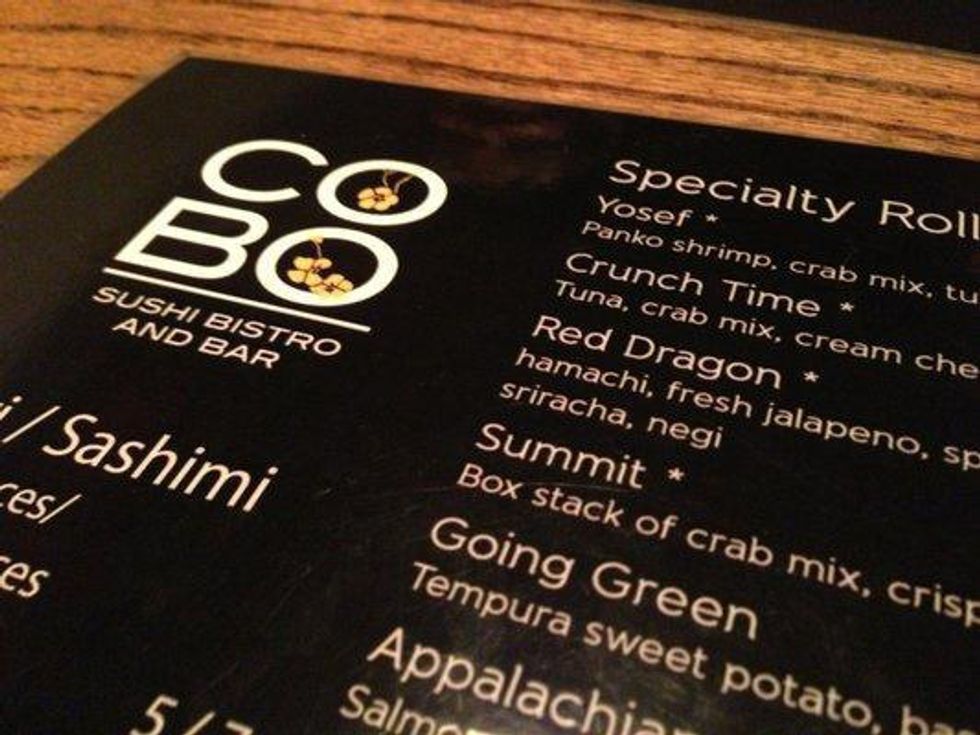 CO
BO
SUSHI BISTRO
AND BAR
/ Sashimi
Specialty Roll
Yosef *
Panko shrimp, crab mix,
Crunch Time *
Tuna, crab mix, cream
Red Dragon *
hamachi, fresh jalapeno,
sriracha, negi
Summit *
Box stack of crab mix,
Going Green
Tempura sweet potato,